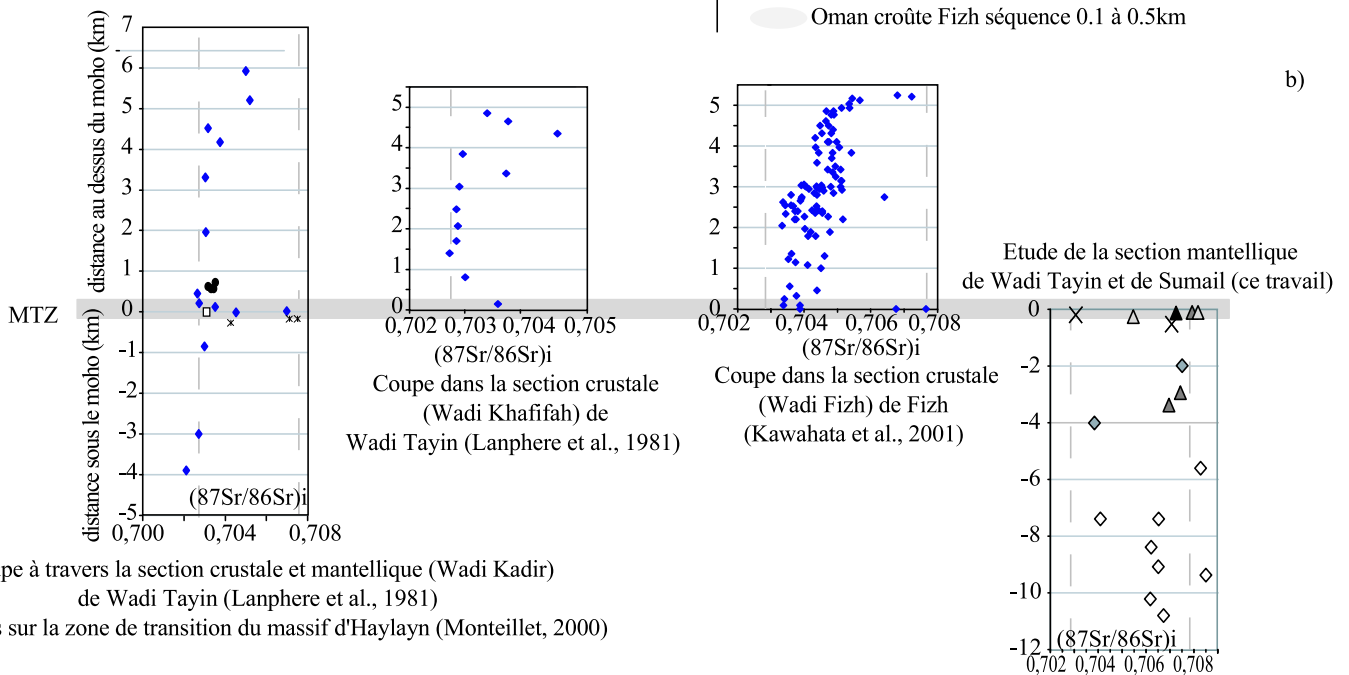 Oman croûte Fizh séquence 0.1 à 0.5km
b)
distance au dessus du moho (km)
distance sous le moho (km)
7
6
5
4
3
2
1
0
-1
-2
-3
-4
-5
MTZ
(87Sr/86Sr)i
0,700 0,704 0,708
5
4
3
2
1
0
0,702 0,703 0,704 0,705
(87Sr/86Sr)i
Coupe dans la section crustale
(Wadi Khafifah) de
Wadi Tayin (Lanphere et al., 1981)
5
4
3
2
1
0
0,702 0,704 0,706 0,708
(87Sr/86Sr)i
Coupe dans la section crustale
(Wadi Fizh) de Fizh
(Kawahata et al., 2001)
Etude de la section mantellique
de Wadi Tayin et de Sumail (ce travail)
0
-2
-4
-6
-8
-10
-12
(87Sr/86Sr)i
0,702 0,704 0,706 0,708
pe à travers la section crustale et mantellique (Wadi Kadir)
de Wadi Tayin (Lanphere et al., 1981)
s sur la zone de transition du massif d'Haylayn (Monteillet, 2000)